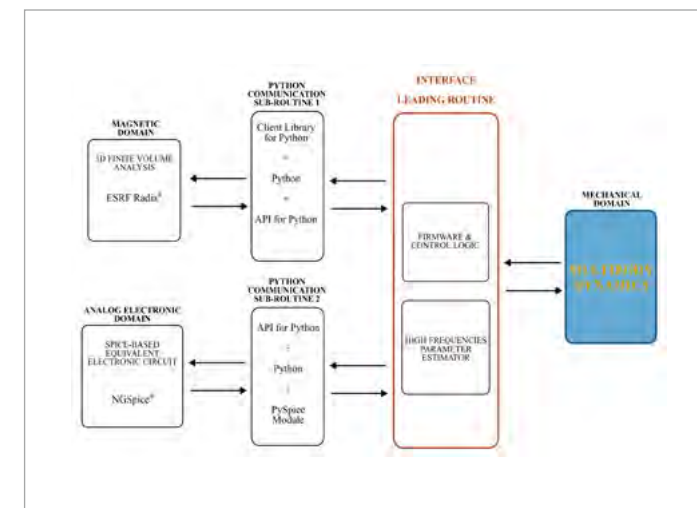 MAGNETIC
DOMAIN
3D FINITE VOLUME
ANALYSIS
ESRF Radia®
PYTHON
COMMUNICATION
SUB-ROUTINE 1
Client Library
for Python
+
Python
+
API for Python
ANALOG ELECTRONIC
DOMAIN
SPICE-BASED
EQUIVALENT
ELECTRONIC CIRCUIT
NGSpice®
PYTHON
COMMUNICATION
SUB-ROUTINE 2
API for Python
Python
PySpice
Module
INTERFACE
LEADING ROUTINE
FIRMWARE &
CONTROL LOGIC
HIGH FREQUENCIES
PARAMETER
ESTIMATOR
MECHANICAL
DOMAIN
MULTIBODY
DYNAMICS